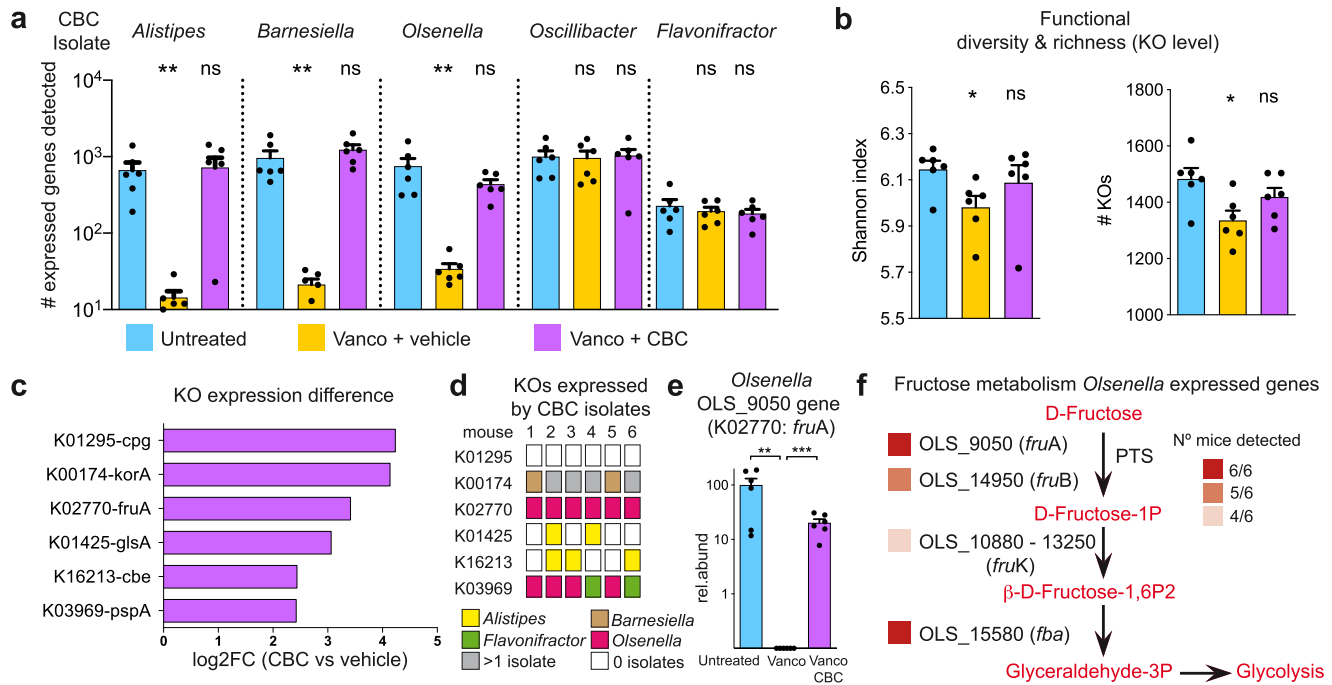 a
CBC
Isolate
Alistipes
Barnesiella
Olsenella
Oscillibacter
Flavonifractor
** ns ** ns ** ns ns ns ns ns
# expressed genes detected
10⁴
10³
10²
10¹
Untreated
Vanco + vehicle
Vanco + CBC
b
Functional
diversity & richness (KO level)
Shannon index
6.5
6.3
6.1
5.9
5.7
5.5
* ns
# KOs
1800
1600
1400
1200
1000
* ns
c
KO expression difference
K01295-cpg
K00174-korA
K02770-fruA
K01425-glsA
K16213-cbe
K03969-pspA
0 1 2 3 4 5
log2FC (CBC vs vehicle)
d
KOs expressed
by CBC isolates
mouse
1 2 3 4 5 6
K01295
K00174
K02770
K01425
K16213
K03969
Alistipes
Barnesiella
Flavonifractor
Olsenella
>1 isolate
0 isolates
e
Olsenella
OLS_9050 gene
(K02770: fruA)
** ***
rel.abund
100
10
1
Untreated
Vanco
Vanco
CBC
f
Fructose metabolism Olsenella expressed genes
D-Fructose
OLS_9050 (fruA)
OLS_14950 (fruB)
PTS
Nº mice detected
6/6
5/6
4/6
D-Fructose-1P
OLS_10880 - 13250
(fruK)
β-D-Fructose-1,6P2
OLS_15580 (fba)
Glyceraldehyde-3P
Glycolysis